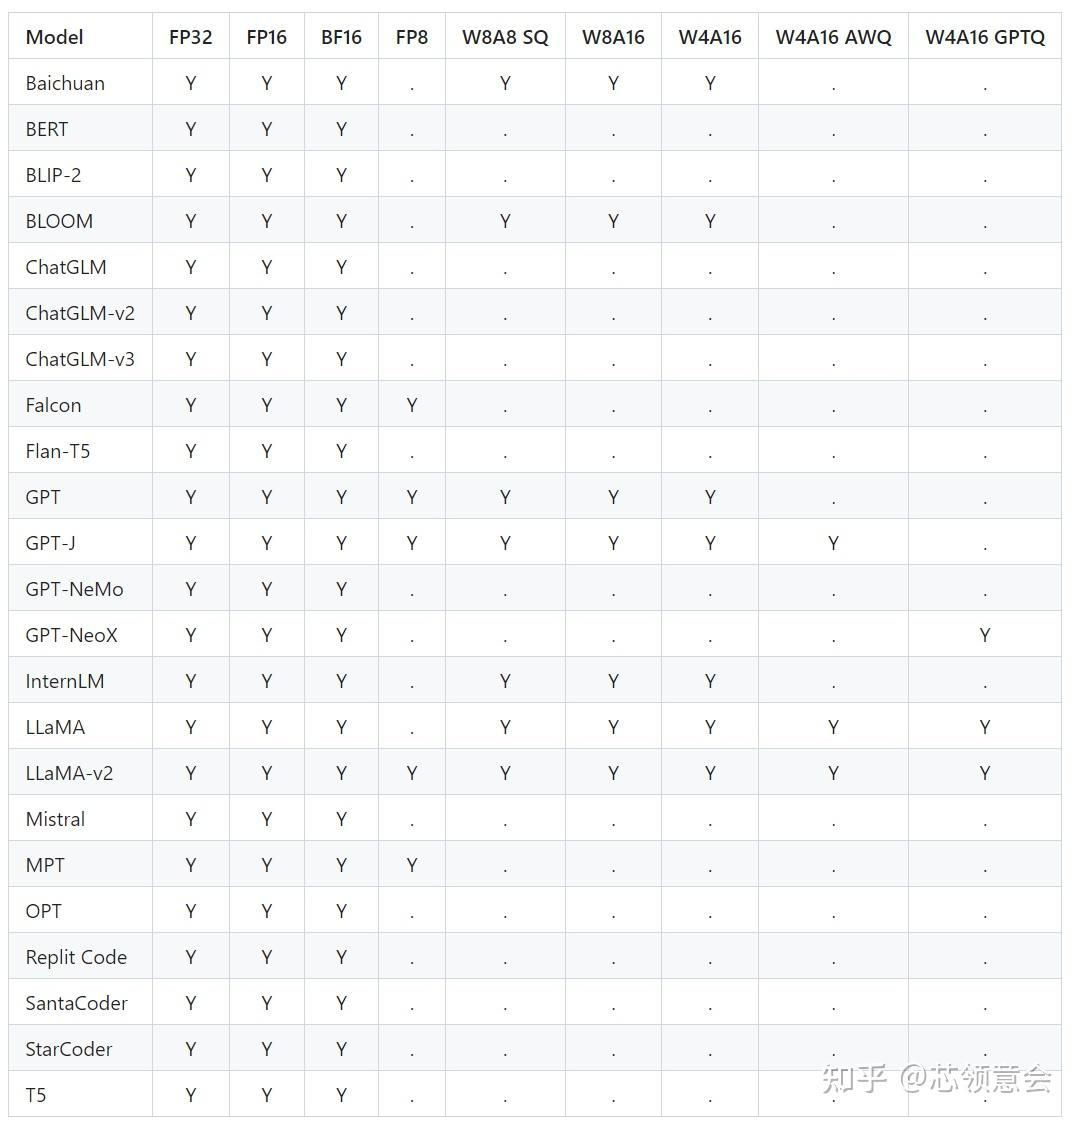 Model FP32 FP16 BF16 FP8 W8A8 SQ W8A16 W4A16 W4A16 AWQ W4A16 GPTQ
Baichuan Y Y Y . Y Y Y . .
BERT Y Y Y . . . . . .
BLIP-2 Y Y Y . . . . . .
BLOOM Y Y Y . Y Y Y . .
ChatGLM Y Y Y . . . . . .
ChatGLM-v2 Y Y Y . . . . . .
ChatGLM-v3 Y Y Y . . . . . .
Falcon Y Y Y Y . . . . .
Flan-T5 Y Y Y . . . . . .
GPT Y Y Y Y Y Y Y . .
GPT-J Y Y Y Y Y Y Y Y .
GPT-NeMo Y Y Y . . . . . .
GPT-NeoX Y Y Y . . . . . Y
InternLM Y Y Y . Y Y Y . .
LLaMA Y Y Y . Y Y Y Y Y
LLaMA-v2 Y Y Y Y Y Y Y Y Y
Mistral Y Y Y . . . . . .
MPT Y Y Y Y . . . . .
OPT Y Y Y . . . . . .
Replit Code Y Y Y . . . . . .
SantaCoder Y Y Y . . . . . .
StarCoder Y Y Y . . . . . .
T5 Y Y Y . . . . . .
知乎 @芯领意会